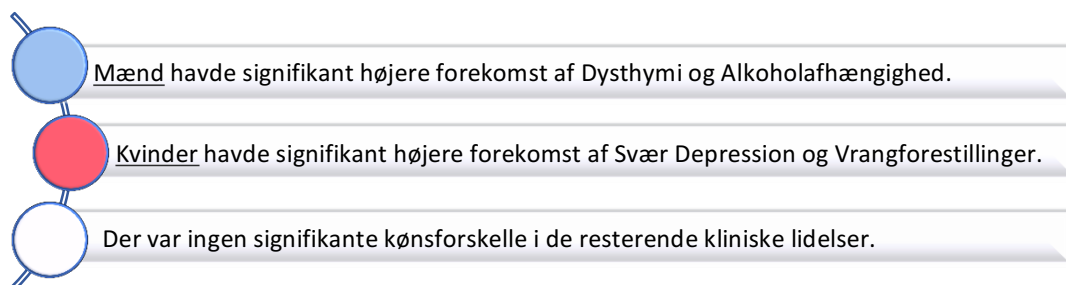 Mænd havde signifikant højere forekomst af Dysthymi og Alkoholafhængighed.
Kvinder havde signifikant højere forekomst af Svær Depression og Vrangforestillinger.
Der var ingen signifikante kønsforskelle i de resterende kliniske lidelser.